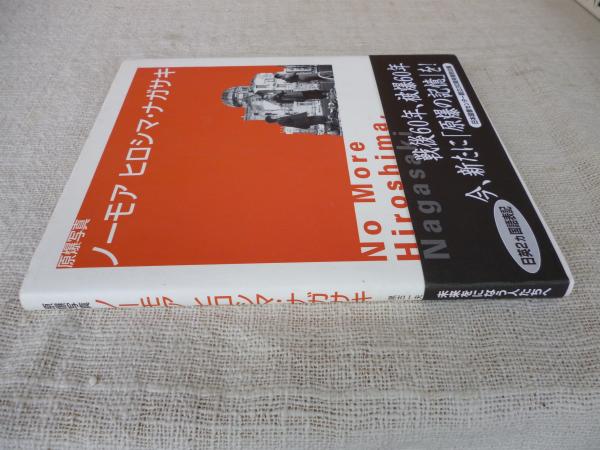 原爆写真
ノーモア ヒロシマ・ナガサキ
No More
Hiroshima,
Nagasaki
戦後60年、被爆60年
今、新たに「原爆の記憶」を!
日英2カ国語表記
原爆写真
ノーモア ヒロシマ・ナガサキ
未来をになう人たちへ